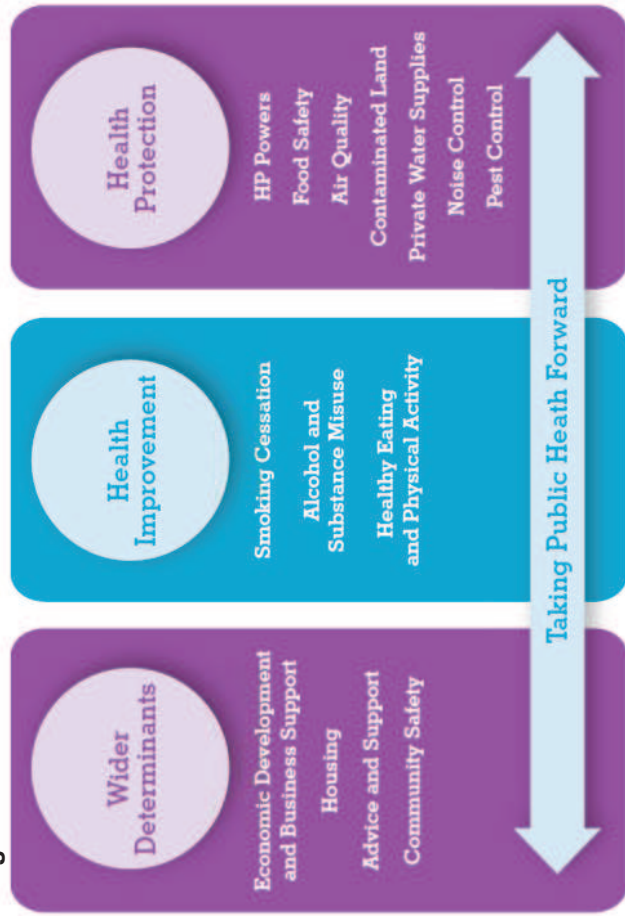 Wider
Determinants
Economic Development
and Business Support
Housing
Advice and Support
Community Safety
Health
Improvement
Smoking Cessation
Alcohol and
Substance Misuse
Healthy Eating
and Physical Activity
Health
Protection
HP Powers
Food Safety
Air Quality
Contaminated Land
Private Water Supplies
Noise Control
Pest Control
Taking Public Heath Forward